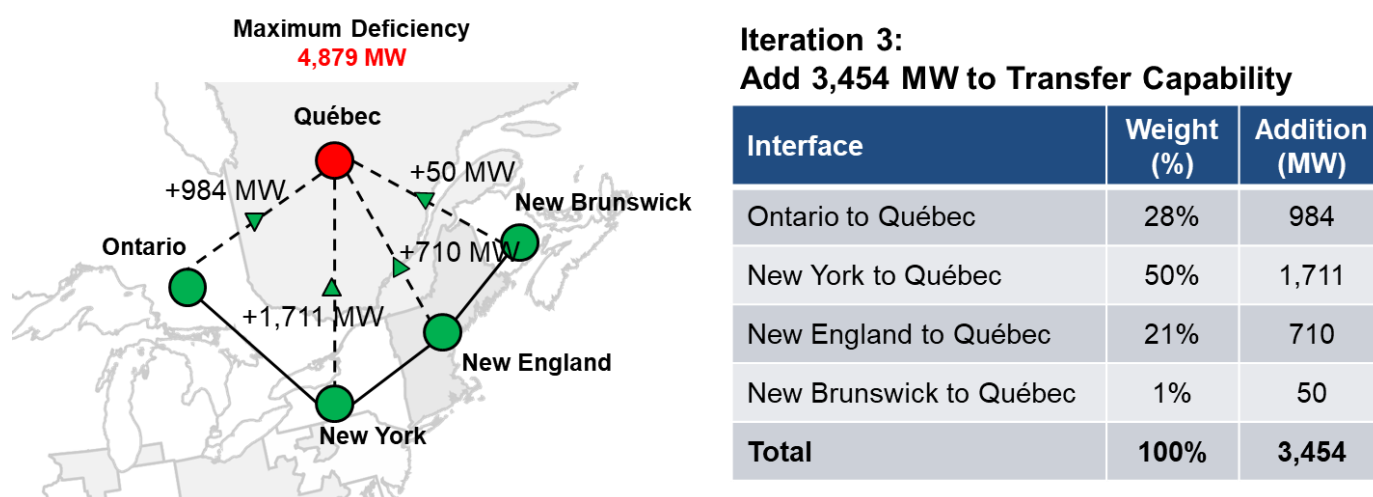 Maximum Deficiency
4,879 MW
Québec
+984 MW
+50 MW
New Brunswick
Ontario
+710 MW
+1,711 MW
New England
New York
Iteration 3:
Add 3,454 MW to Transfer Capability
Interface Weight (%) Addition (MW)
Ontario to Québec 28% 984
New York to Québec 50% 1,711
New England to Québec 21% 710
New Brunswick to Québec 1% 50
Total 100% 3,454